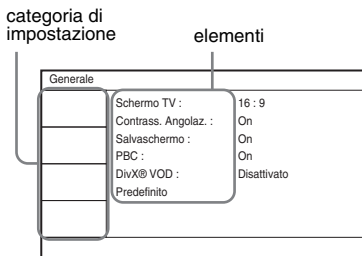 categoria di
impostazione
elementi
Generale
Schermo TV : 16 : 9
Contrass. Angolaz. : On
Salvaschermo : On
PBC : On
DivX® VOD : Disattivato
Predefinito